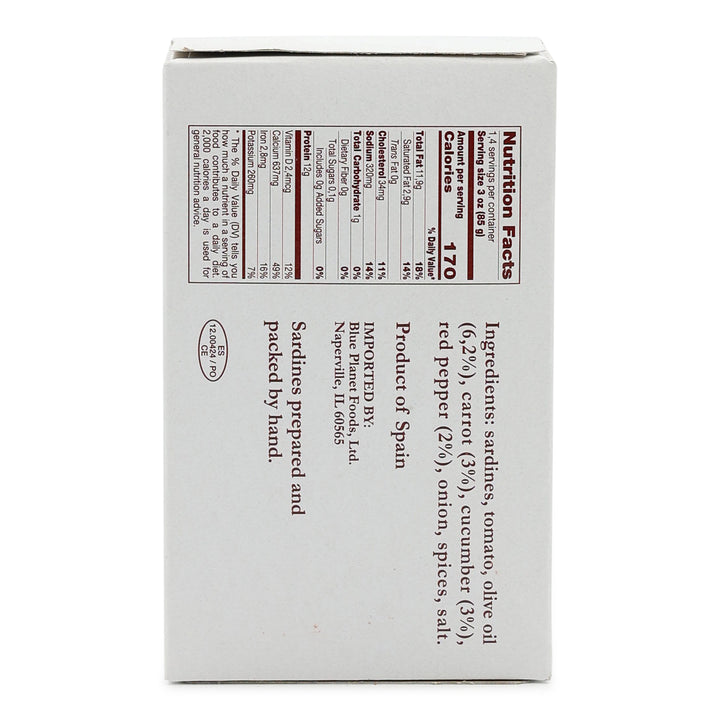 Nutrition Facts
1,4 servings per container
Serving size 3 oz (85 g)
Amount per serving
Calories 170
% Daily Value*
Total Fat 11.9g 18%
Saturated Fat 2.9g 14%
Trans Fat 0g
Cholesterol 34mg 11%
Sodium 320mg 14%
Total Carbohydrate 1g 0%
Dietary Fiber 0g 0%
Total Sugars 0,1g
Includes 0g Added Sugars 0%
Protein 12g
Vitamin D 2,4mcg 12%
Calcium 637mg 49%
Iron 2,8mg 16%
Potassium 260mg 7%
* The % Daily Value (DV) tells you
how much a nutrient in a serving of
food contributes to a daily diet.
2,000 calories a day is used for
general nutrition advice.
Ingredients: sardines, tomato, olive oil
(6,2%), carrot (3%), cucumber (3%),
red pepper (2%), onion, spices, salt.
Product of Spain
IMPORTED BY:
Blue Planet Foods, Ltd.
Naperville, IL 60565
Sardines prepared and
packed by hand.
ES
12.00424 / PO
CE